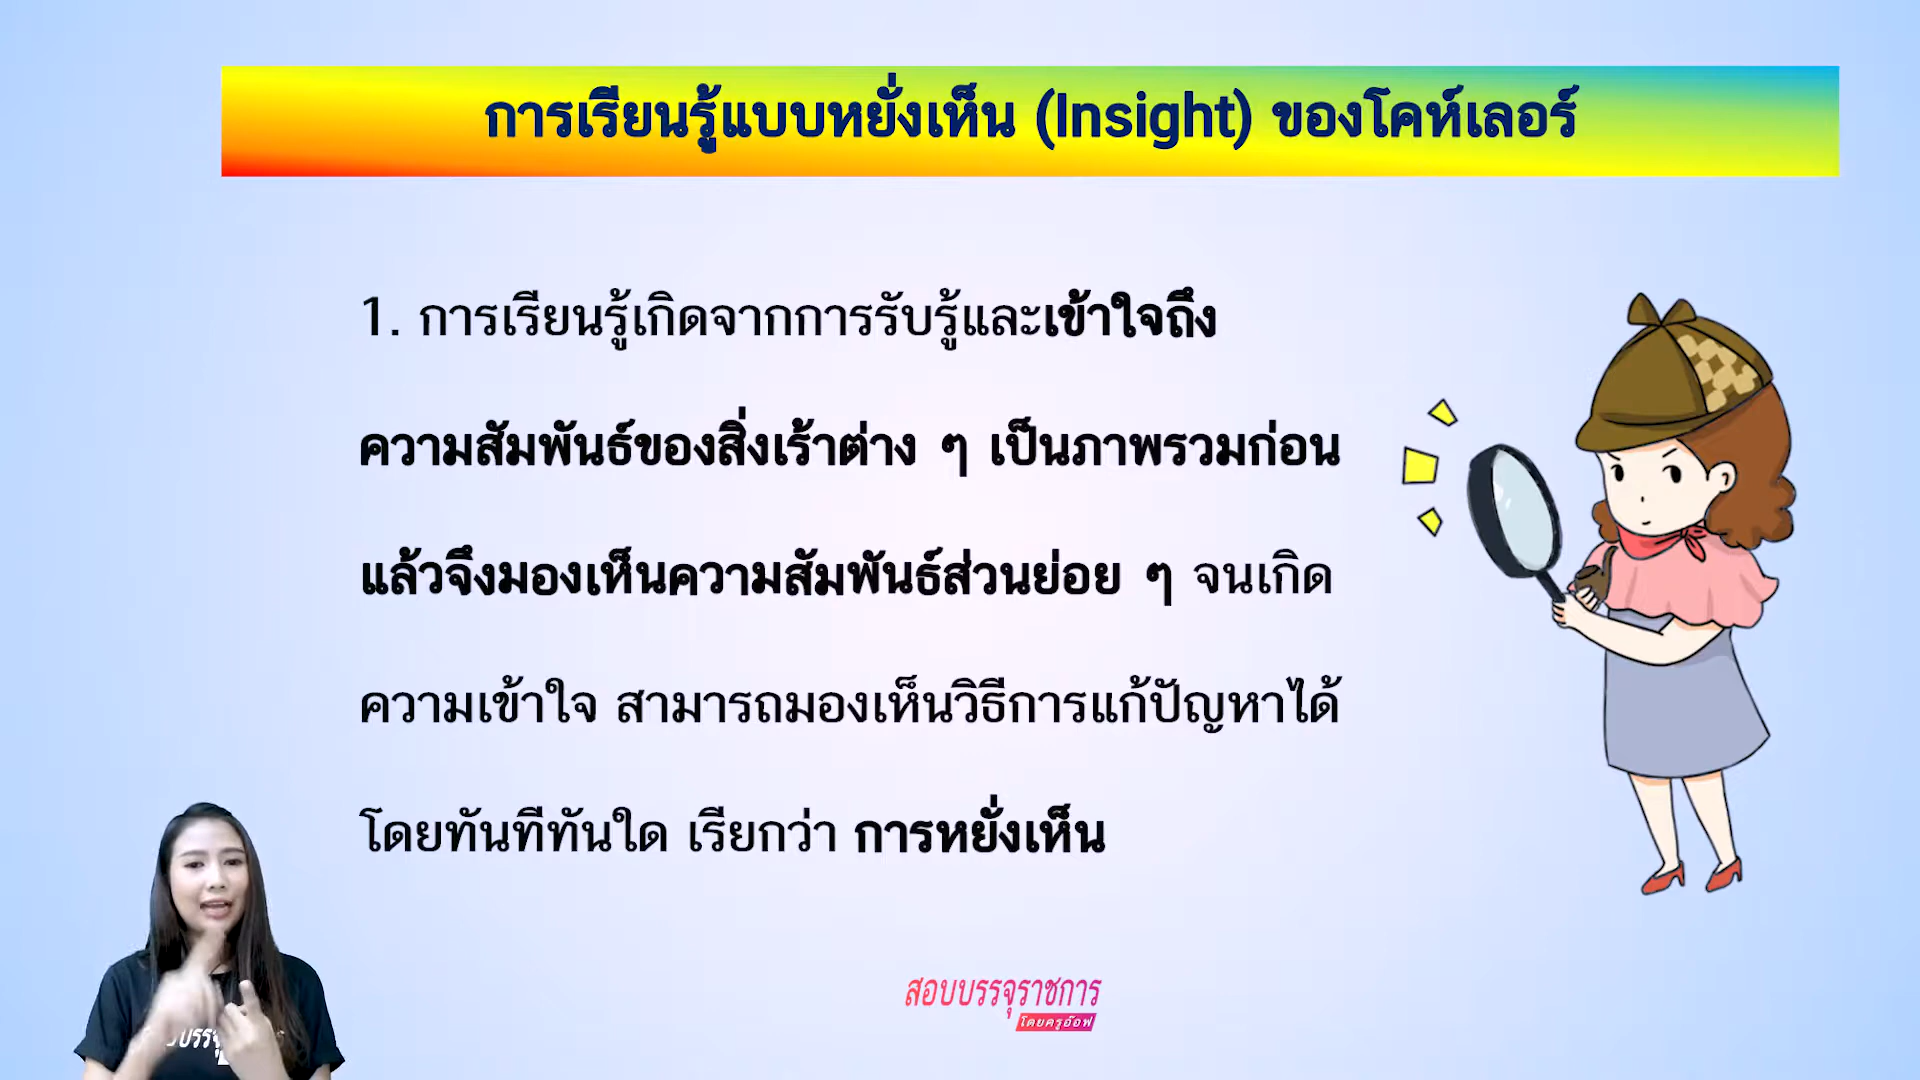 การเรียนรู้แบบหยั่งเห็น (Insight) ของโคห์เลอร์
1. การเรียนรู้เกิดจากการรับรู้และเข้าใจถึง
ความสัมพันธ์ของสิ่งเร้าต่าง ๆ เป็นภาพรวมก่อน
แล้วจึงมองเห็นความสัมพันธ์ส่วนย่อย ๆ จนเกิด
ความเข้าใจ สามารถมองเห็นวิธีการแก้ปัญหาได้
โดยทันทีทันใด เรียกว่า การหยั่งเห็น
สอบบรรจุราชการ
โดยครูอ๊อฟ